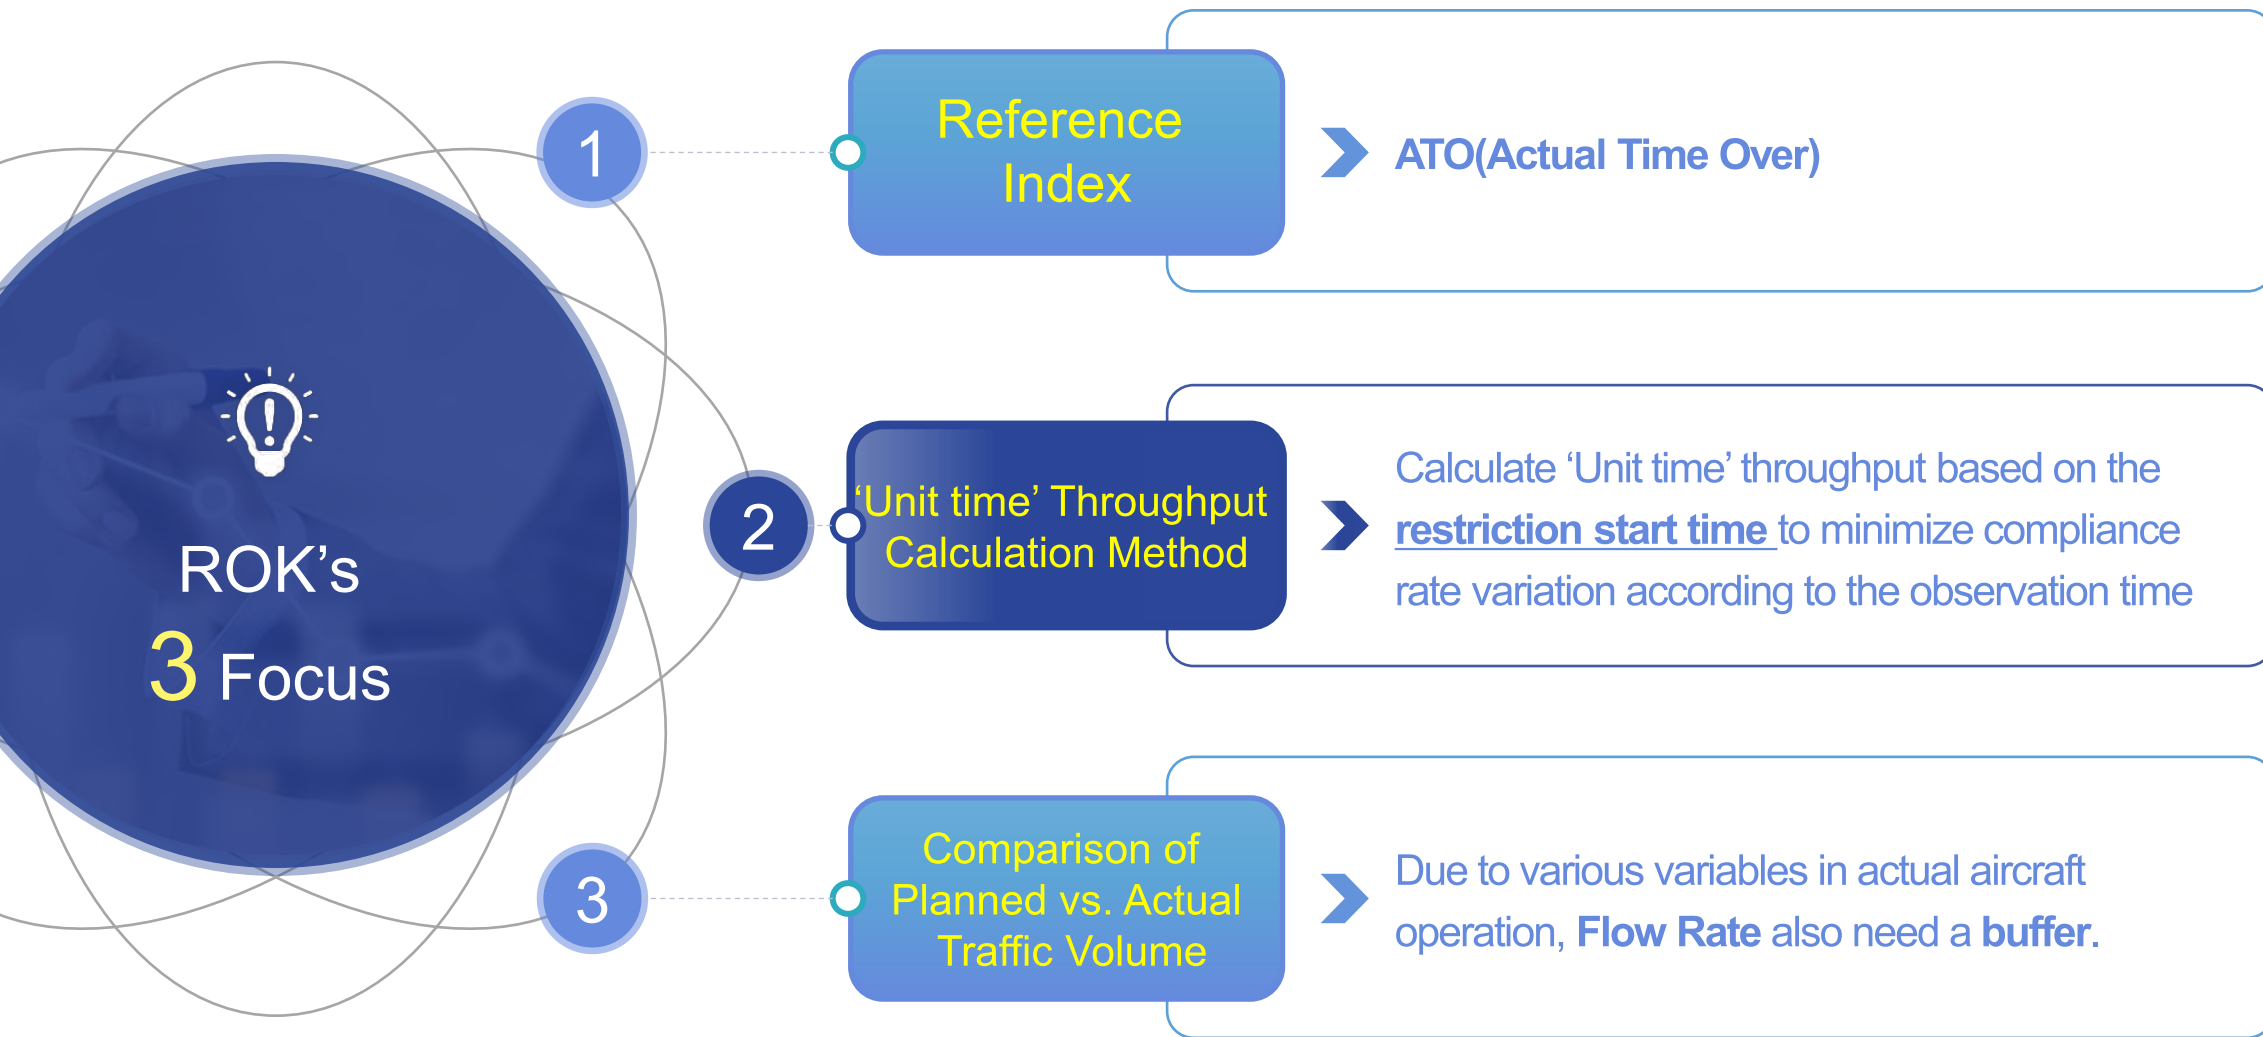 ROK’s
3 Focus
1
Reference
Index
ATO(Actual Time Over)
2
‘Unit time’ Throughput
Calculation Method
Calculate ‘Unit time’ throughput based on the
restriction start time to minimize compliance
rate variation according to the observation time
3
Comparison of
Planned vs. Actual
Traffic Volume
Due to various variables in actual aircraft
operation, Flow Rate also need a buffer.